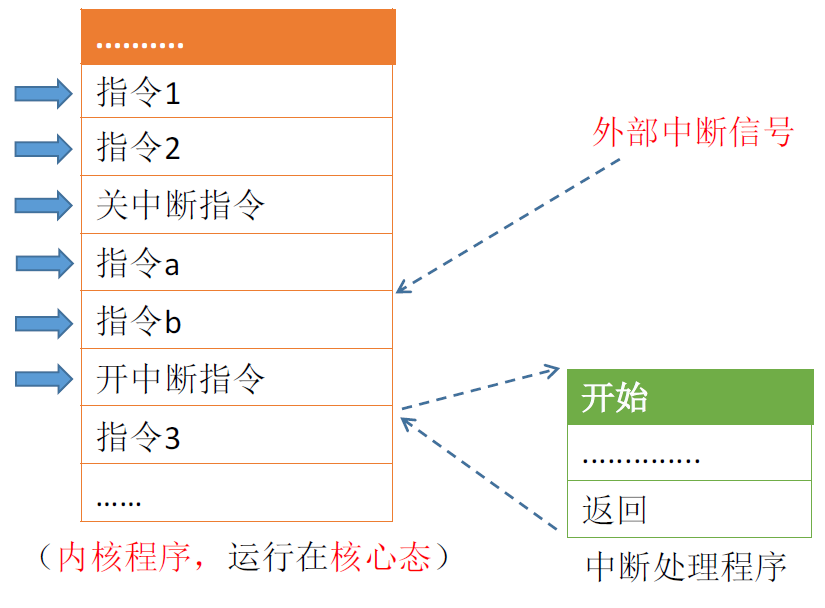 ..........
指令1
指令2
关中断指令
指令a
指令b
开中断指令
指令3
......
(内核程序，运行在核心态)
外部中断信号
开始
..............
返回
中断处理程序